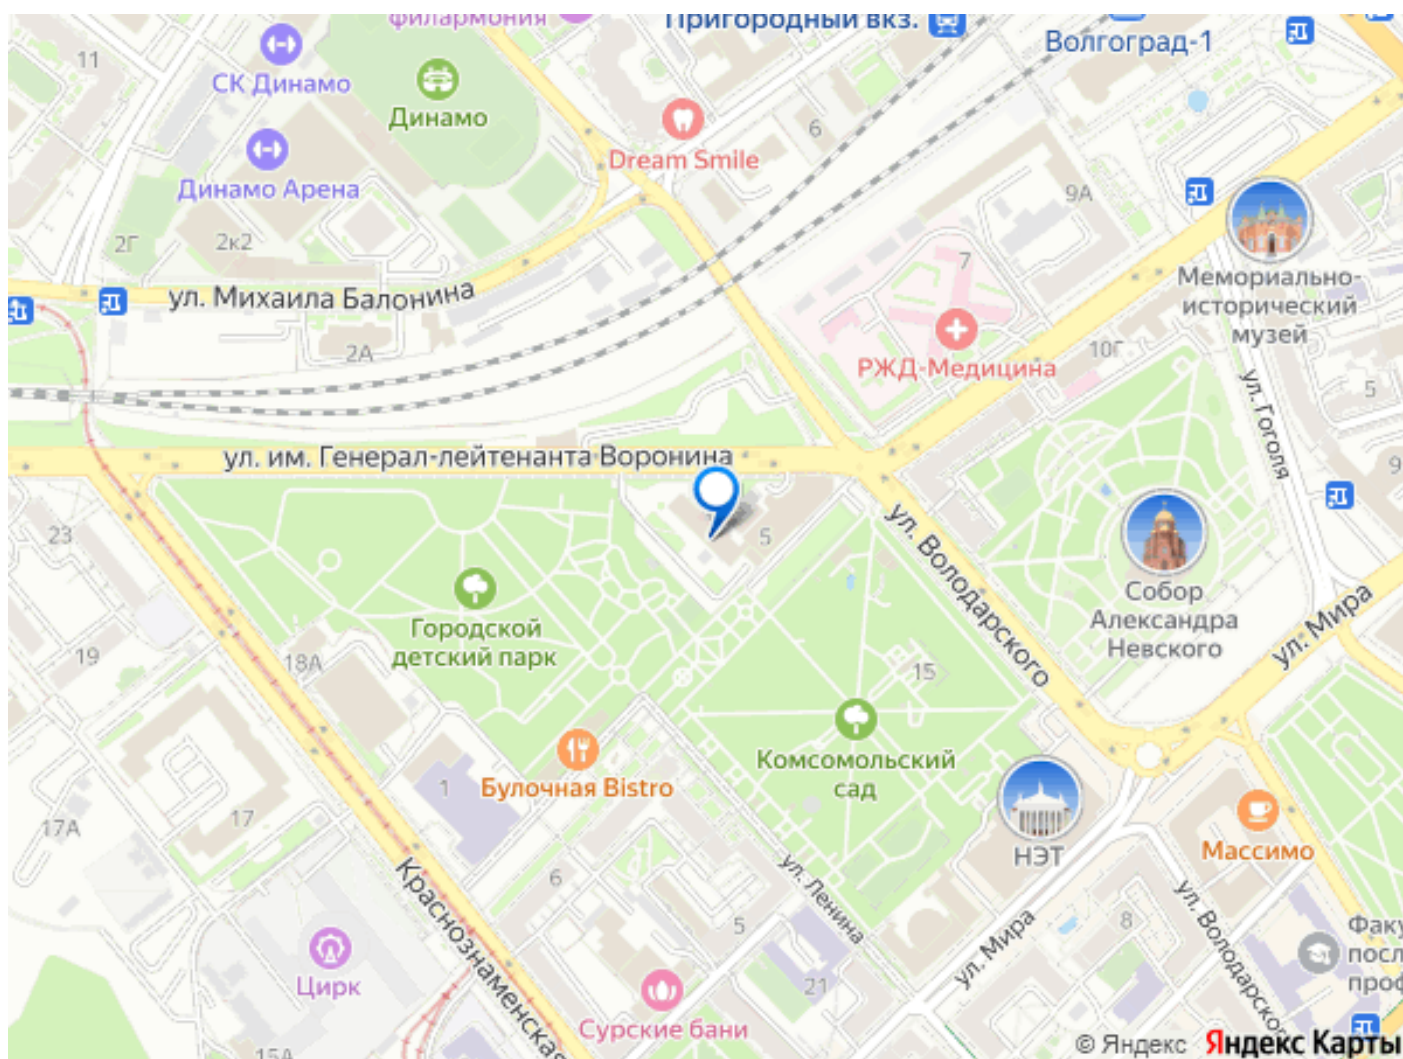 филармония
Пригородный вкз.
Волгоград-1
11
СК Динамо
Динамо
6
Dream Smile
Динамо Арена
9А
2Г
2к2
7
Мемориально-
исторический
музей
ул. Михаила Балонина
2А
10Г
РЖД-Медицина
5
ул. Гоголя
ул. им. Генерал-лейтенанта Воронина
9
23
5
ул. Володарского
Собор
Александра
Невского
ул. Мира
Городской
детский парк
19
18А
15
Комсомольский
сад
Булочная Bistro
1
17А
17
НЭТ
Массимо
6
Краснознаменская
ул. Ленина
5
8
ул. Володарского
ул. Мира
Факу
посл
проф
Цирк
21
Сурские бани
15А
© Яндекс Яндекс Карты